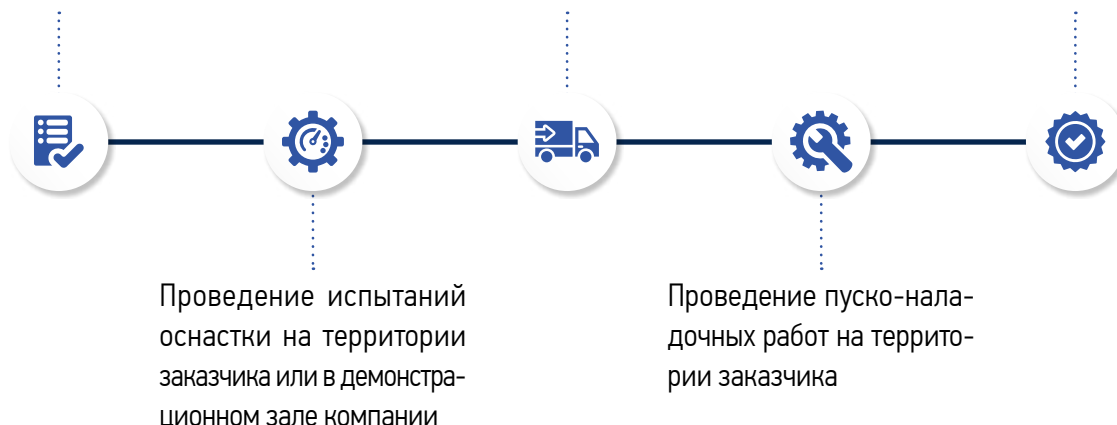 Проведение испытаний
оснастки на территории
заказчика или в демонстра-
ционном зале компании
Проведение пуско-нала-
дочных работ на террито-
рии заказчика